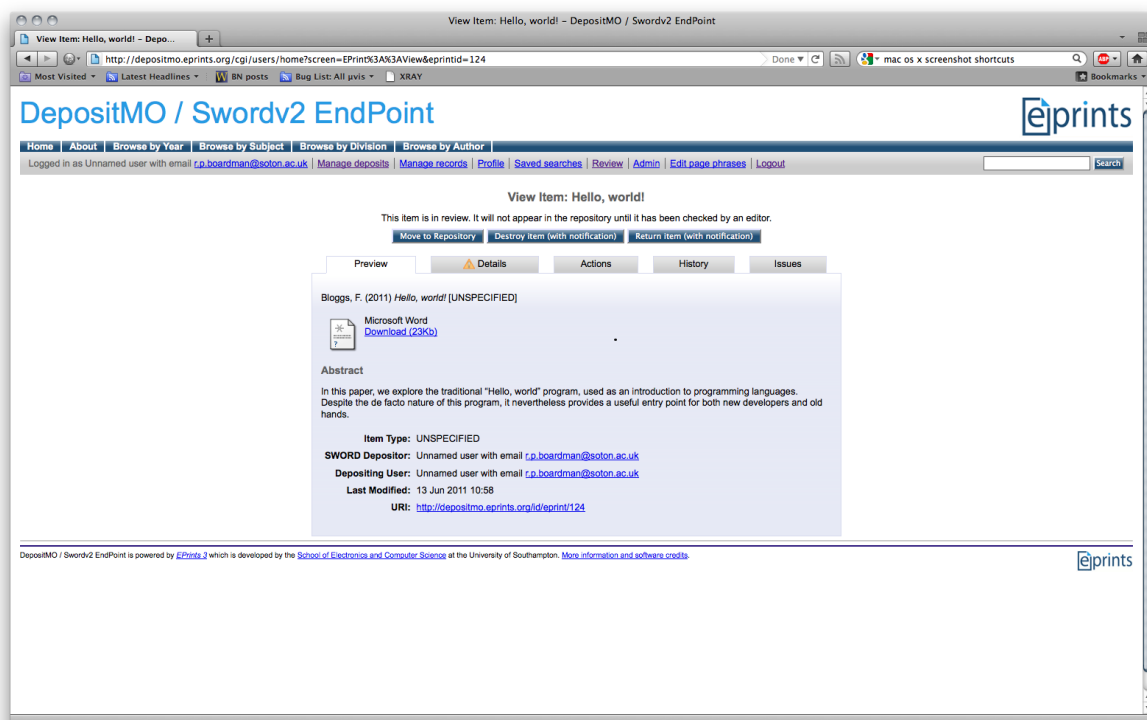 View Item: Hello, world! – DepositMO / Swordv2 EndPoint
View Item: Hello, world! – Depo...
http://depositmo.eprints.org/cgi/users/home?screen=EPrint%3A%3AView&eprintid=124 Done mac os x screenshot shortcuts ABP
Most Visited Latest Headlines BN posts Bug List: All pvis XRAY Bookmarks
DepositMO / Swordv2 EndPoint eprints
Home About Browse by Year Browse by Subject Browse by Division Browse by Author
Logged in as Unnamed user with email r.p.boardman@soton.ac.uk | Manage deposits | Manage records | Profile | Saved searches | Review | Admin | Edit page phrases | Logout Search
View Item: Hello, world!
This item is in review. It will not appear in the repository until it has been checked by an editor.
Move to Repository Destroy item (with notification) Return item (with notification)
Preview Details Actions History Issues
Bloggs, F. (2011) Hello, world! [UNSPECIFIED]
Microsoft Word
Download (23Kb)
Abstract
In this paper, we explore the traditional "Hello, world" program, used as an introduction to programming languages.
Despite the de facto nature of this program, it nevertheless provides a useful entry point for both new developers and old
hands.
Item Type: UNSPECIFIED
SWORD Depositor: Unnamed user with email r.p.boardman@soton.ac.uk
Depositing User: Unnamed user with email r.p.boardman@soton.ac.uk
Last Modified: 13 Jun 2011 10:58
URI: http://depositmo.eprints.org/id/eprint/124
DepositMO / Swordv2 EndPoint is powered by EPrints 3 which is developed by the School of Electronics and Computer Science at the University of Southampton. More information and software credits. eprints